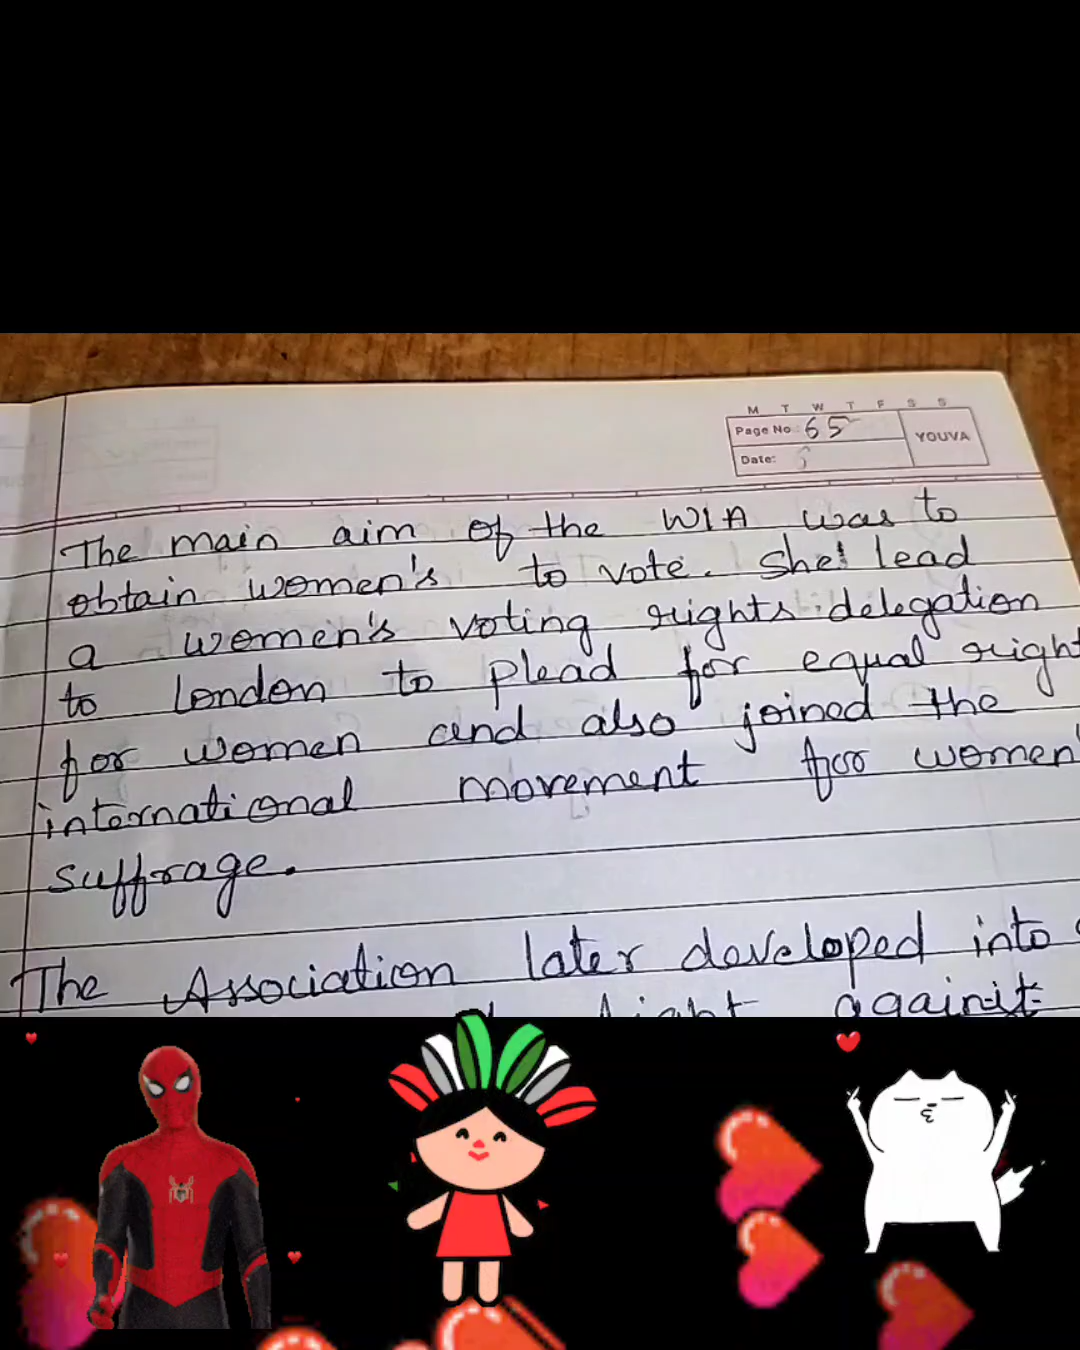 M T W T F S S
Page No 65
YOUVA
Date:
The main aim of the WIA was to
obtain women's to vote. She lead
a women's voting rights delegation
to London to plead for equal right
for women and also joined the
international movement for women'
suffrage.
The Association later developed into
against